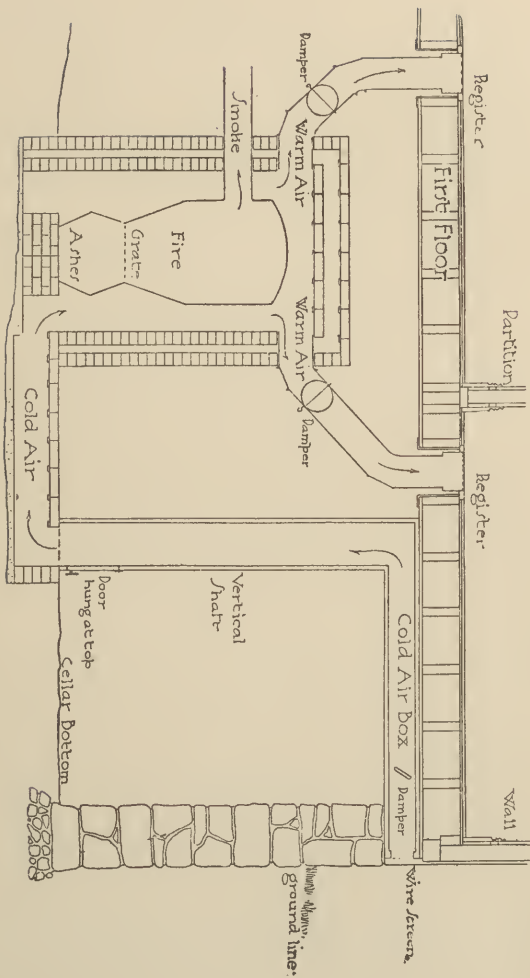 Register
Partition
Register
Wall
First Floor
Damper
Warm Air
Warm Air
Damper
Smoke
Fire
Grate
Ashes
Cold Air
Cold Air Box
Damper
Wire Screen.
Vertical
Shaft
Door
hung at top
Cellar Bottom
ground line.